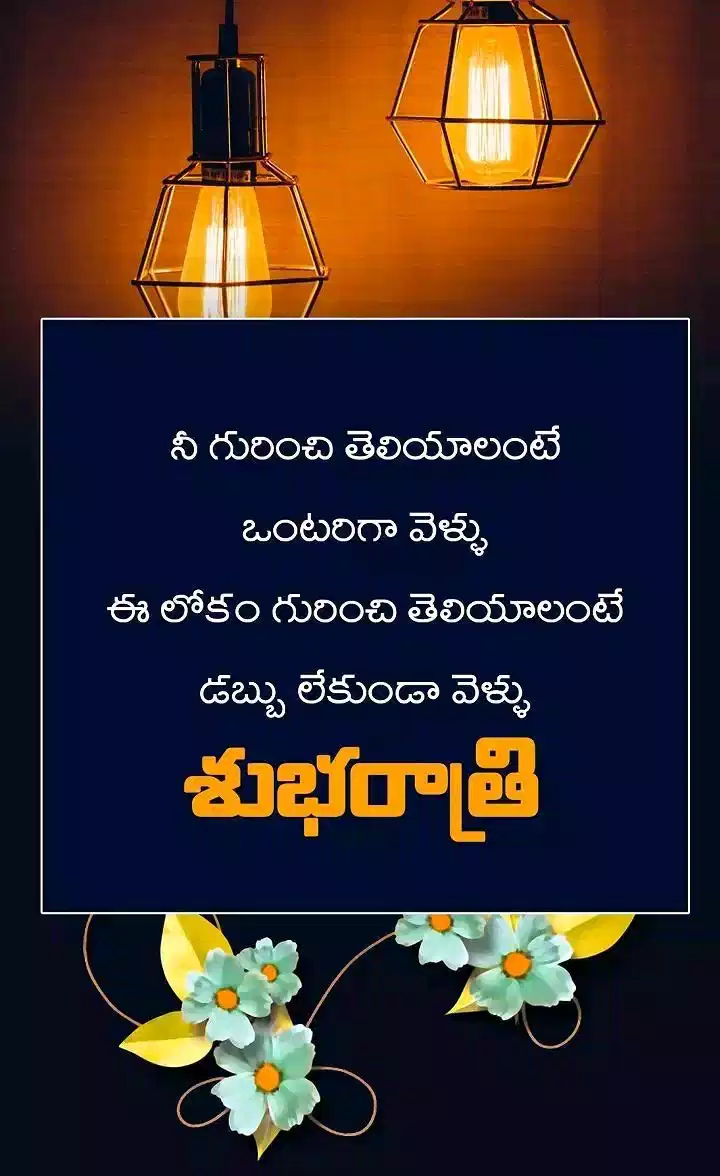 నీ గురించి తెలియాలంటే
ఒంటరిగా వెళ్ళు
ఈ లోకం గురించి తెలియాలంటే
డబ్బు లేకుండా వెళ్ళు
శుభరాత్రి